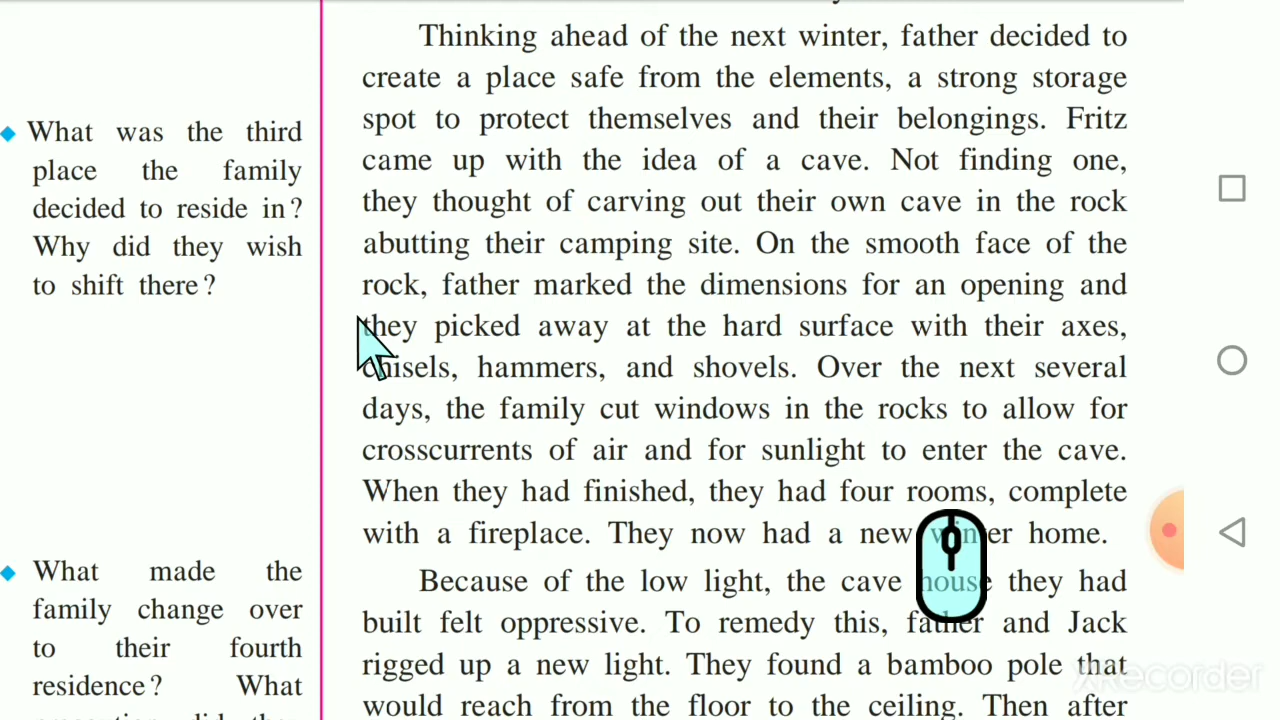 Thinking ahead of the next winter, father decided to
create a place safe from the elements, a strong storage
spot to protect themselves and their belongings. Fritz
came up with the idea of a cave. Not finding one,
they thought of carving out their own cave in the rock
abutting their camping site. On the smooth face of the
rock, father marked the dimensions for an opening and
they picked away at the hard surface with their axes,
chisels, hammers, and shovels. Over the next several
days, the family cut windows in the rocks to allow for
crosscurrents of air and for sunlight to enter the cave.
When they had finished, they had four rooms, complete
with a fireplace. They now had a new winter home.
Because of the low light, the cave house they had
built felt oppressive. To remedy this, father and Jack
rigged up a new light. They found a bamboo pole that
would reach from the floor to the ceiling. Then after
What was the third
place the family
decided to reside in?
Why did they wish
to shift there?
What made the
family change over
to their fourth
residence? What
XRecorder